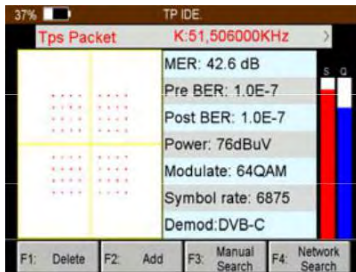 37% TP IDE.
Tps Packet K:51,506000KHz >
MER: 42.6 dB
S Q
Pre BER: 1.0E-7
Post BER: 1.0E-7
Power: 76dBuV
Modulate: 64QAM
Symbol rate: 6875
Demod:DVB-C
F1: Delete F2: Add F3: Manual Search F4: Network Search